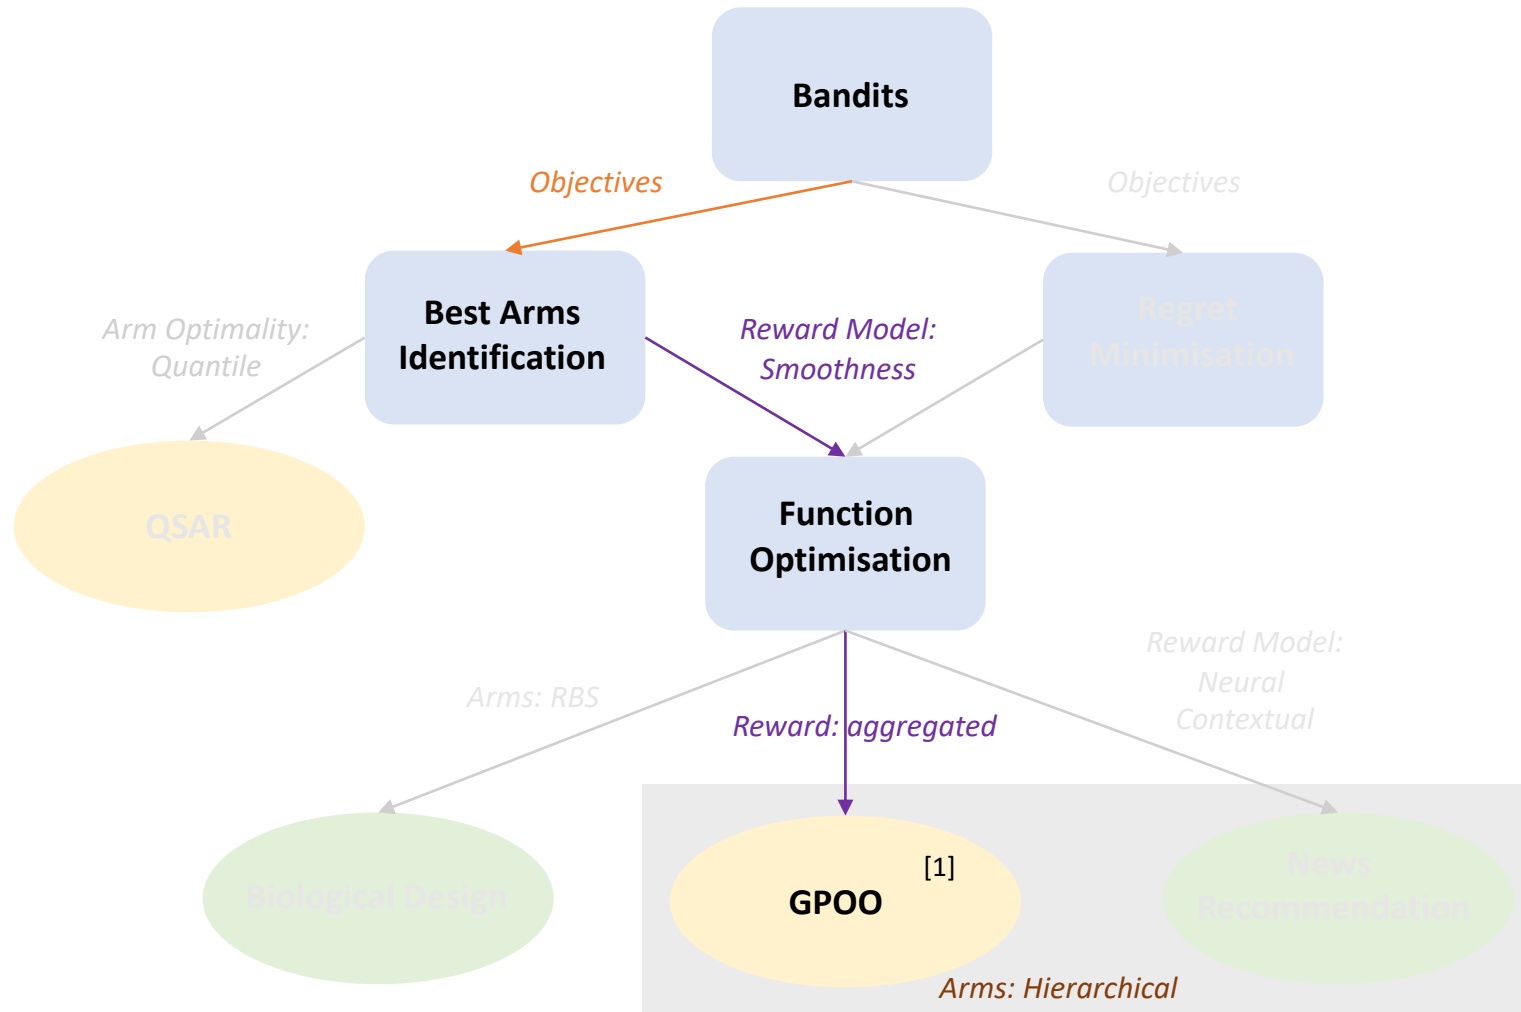 Bandits
Objectives
Objectives
Best Arms
Identification
Regret
Minimisation
Arm Optimality:
Quantile
Reward Model:
Smoothness
QSAR
Function
Optimisation
Reward Model:
Neural
Contextual
Arms: RBS
Reward: aggregated
Biological Design
GPOO
[1]
News
Recommendation
Arms: Hierarchical